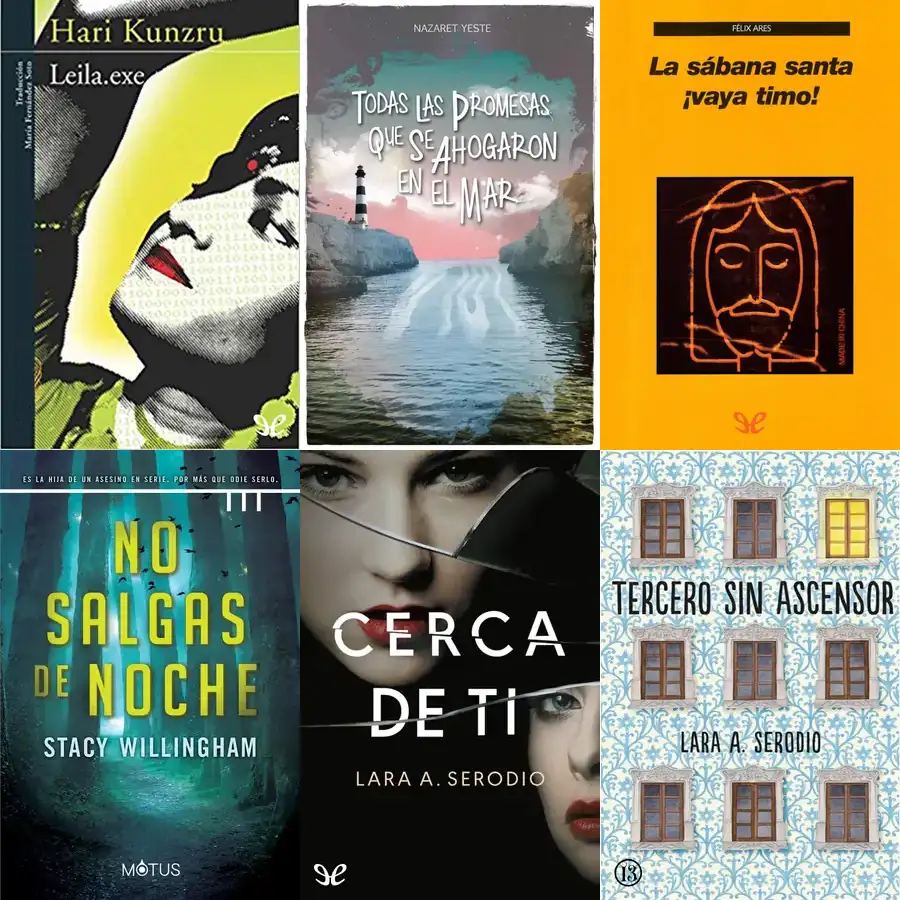 Hari Kunzru
Leila.exe
Traducción
María Fernández Soto
NAZARET YESTE
TODAS LAS PROMESAS
QUE SE AHOGARON
EN EL MAR
FÉLIX ARES
La sábana santa
¡vaya timo!
MADE IN CHINA
ES LA HIJA DE UN ASESINO EN SERIE. POR MÁS QUE ODIE SERLO.
NO
SALGAS
DE NOCHE
STACY WILLINGHAM
MOTUS
CERCA
DE TI
LARA A. SERODIO
TERCERO SIN ASCENSOR
LARA A. SERODIO
13